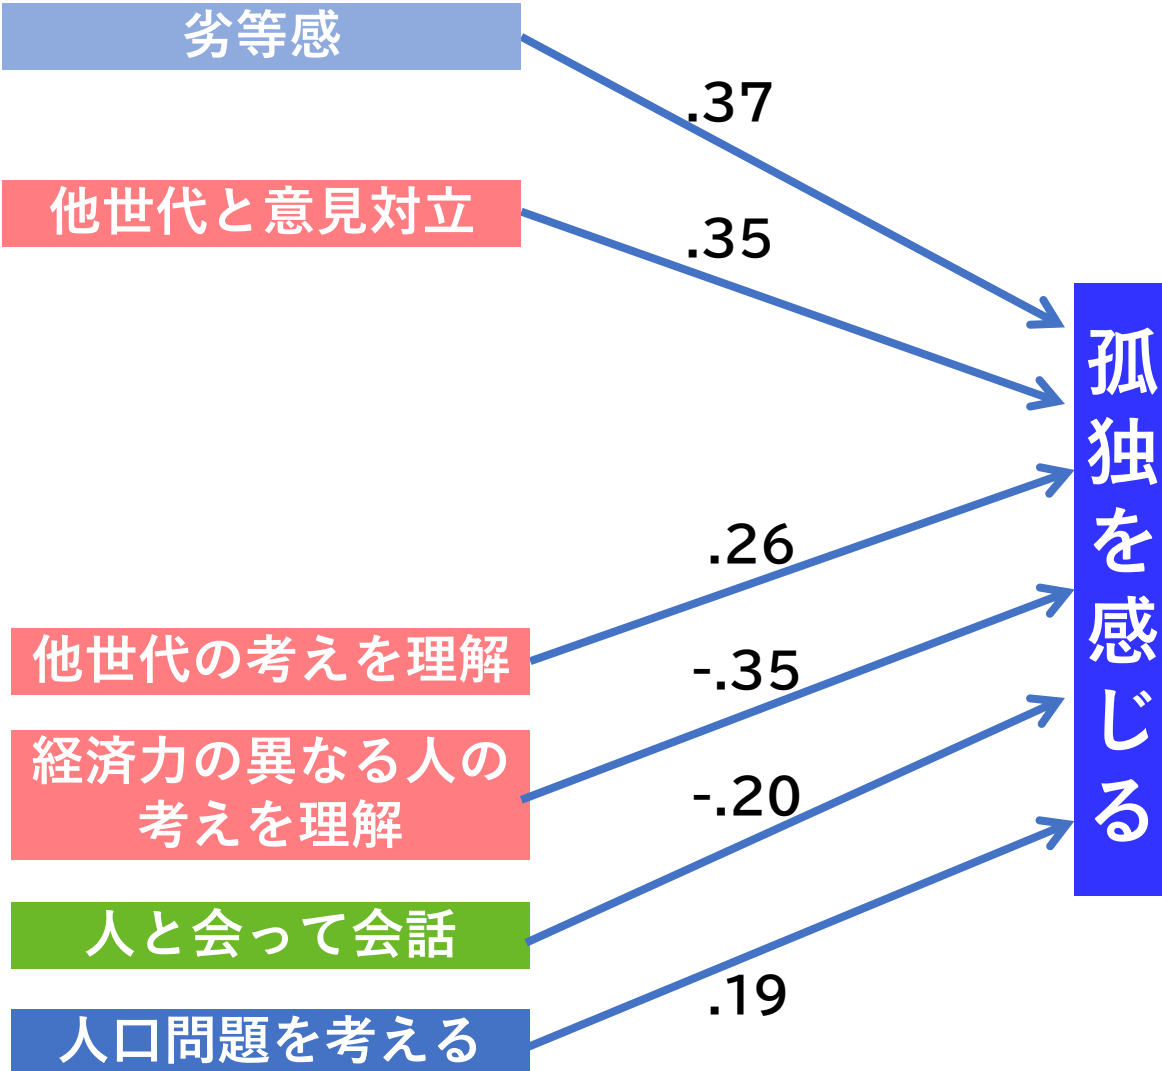 劣等感
.37
他世代と意見対立
.35
孤独を感じる
.26
他世代の考えを理解
-.35
経済力の異なる人の
考えを理解
-.20
人と会って会話
.19
人口問題を考える